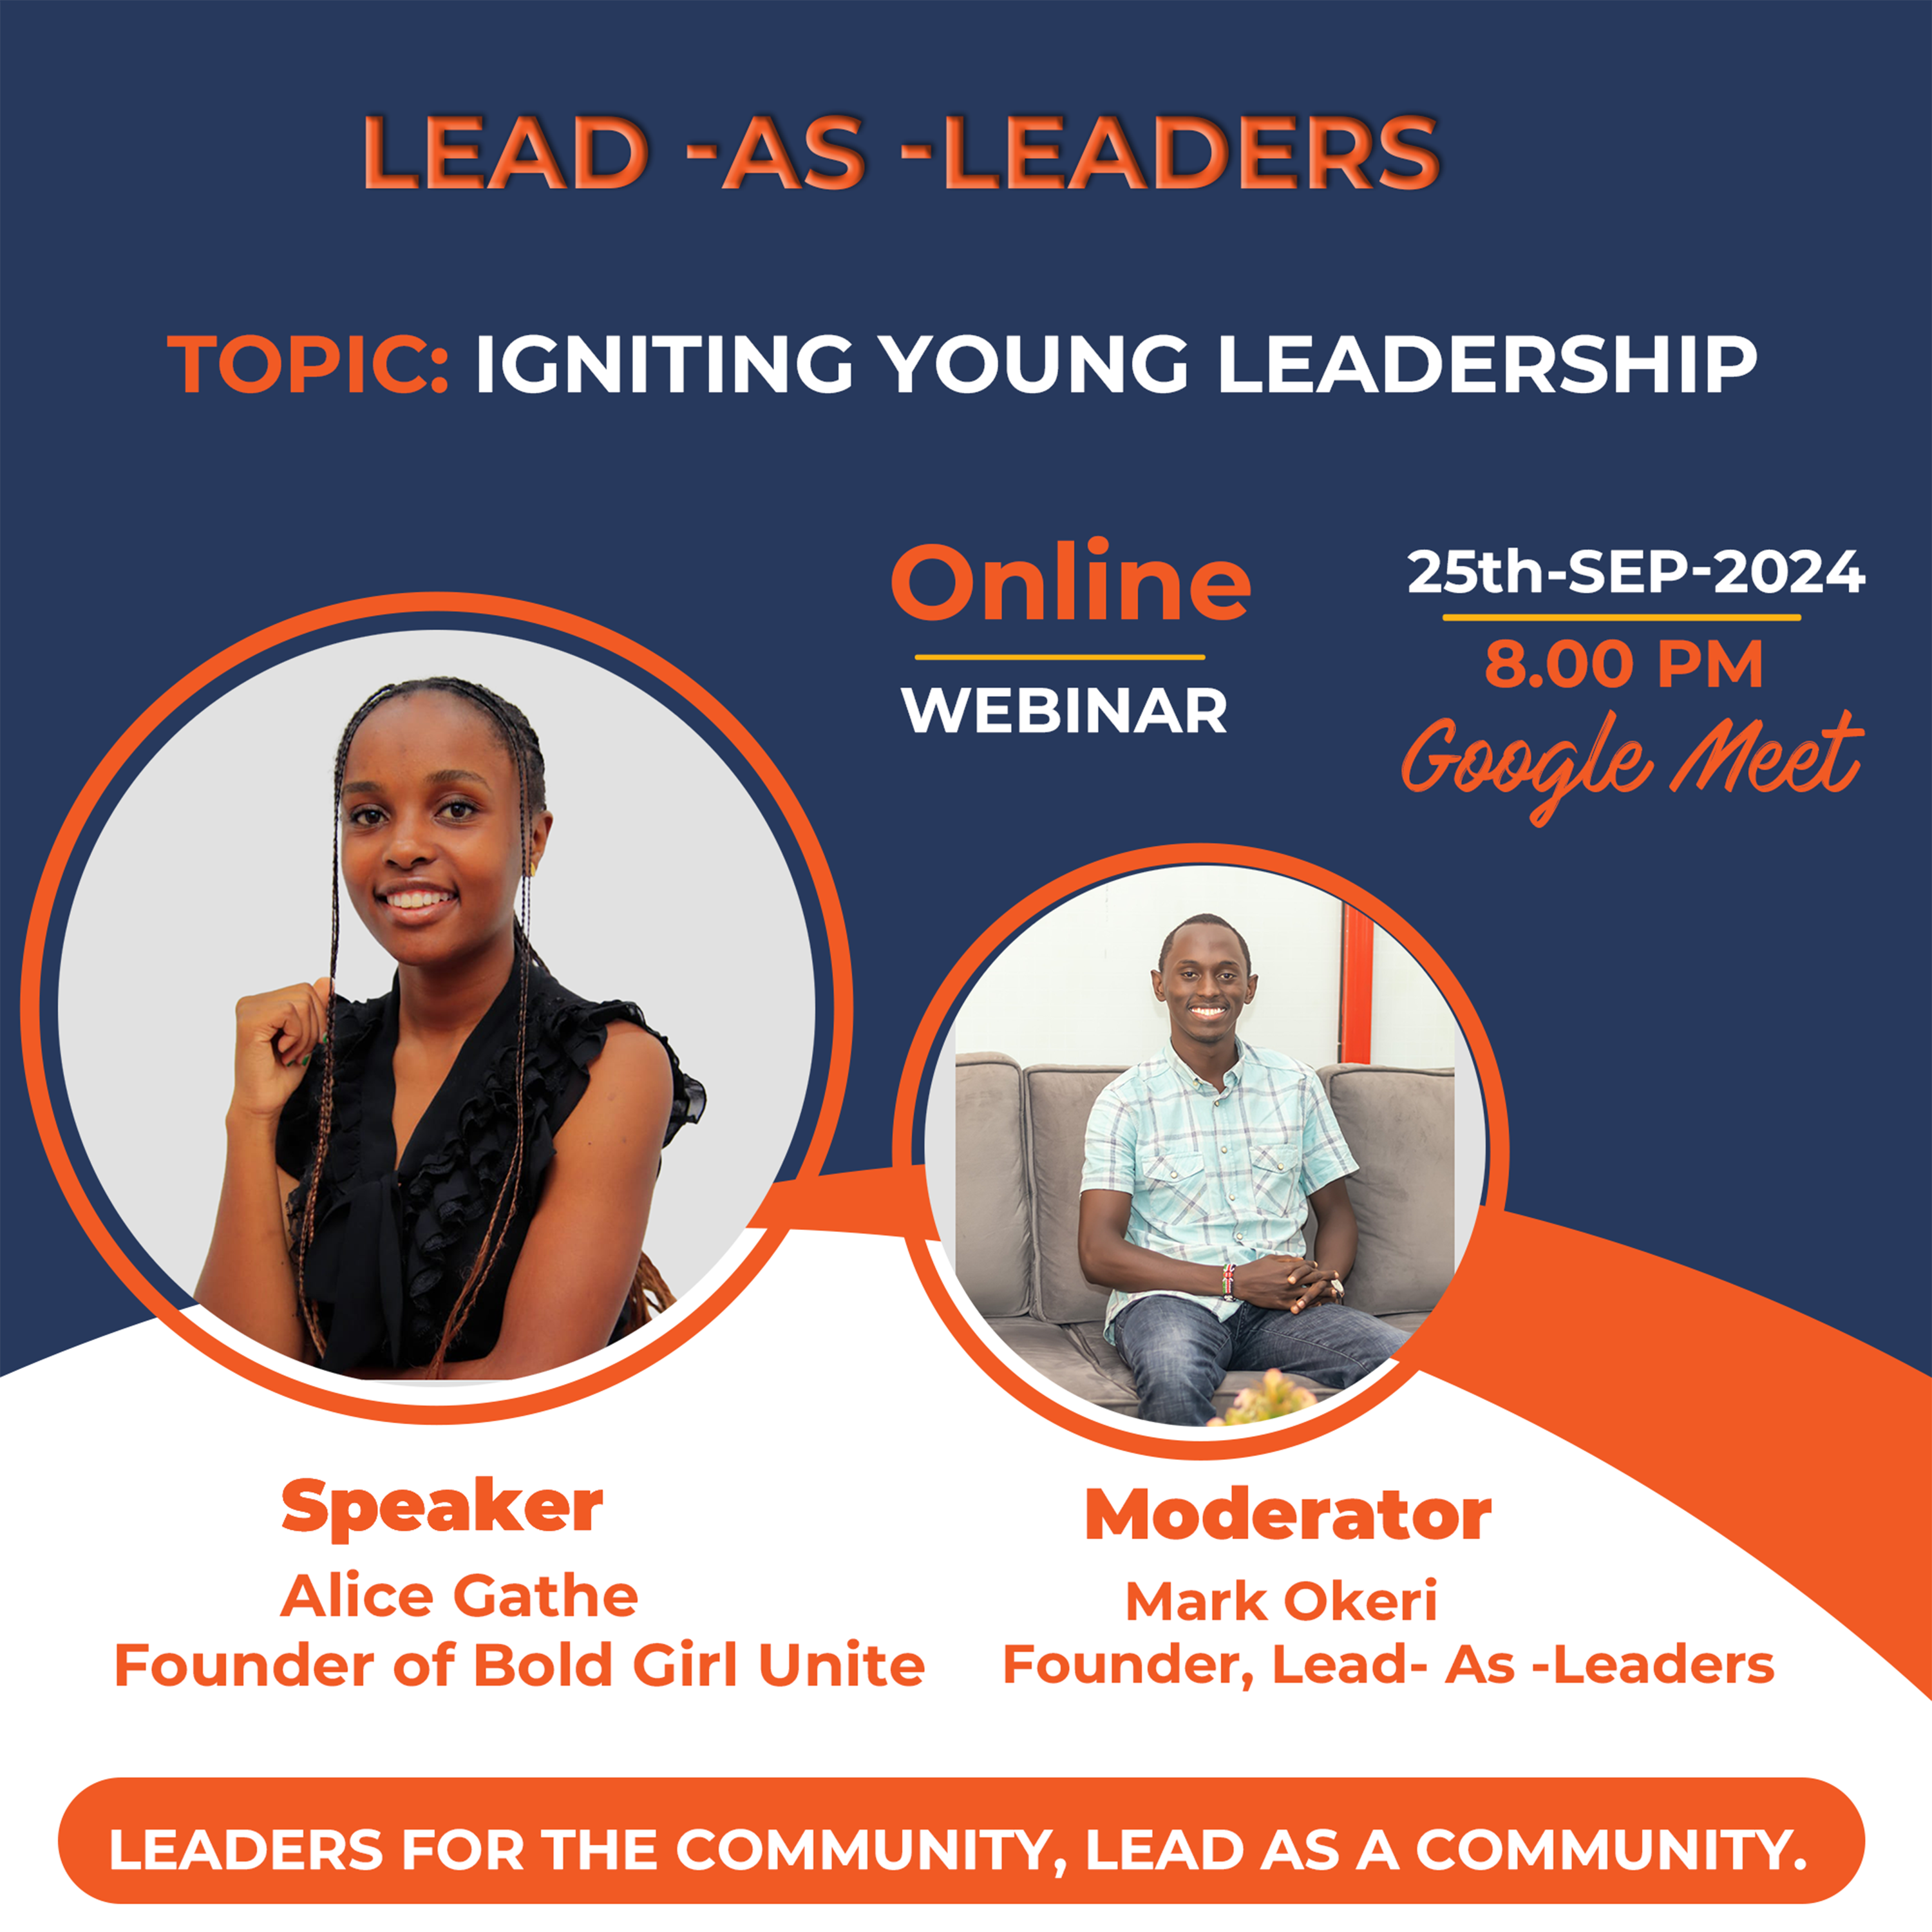 LEAD -AS -LEADERS
TOPIC: IGNITING YOUNG LEADERSHIP
Online
WEBINAR
25th-SEP-2024
8.00 PM
Google Meet
Speaker
Alice Gathe
Founder of Bold Girl Unite
Moderator
Mark Okeri
Founder, Lead- As -Leaders
LEADERS FOR THE COMMUNITY, LEAD AS A COMMUNITY.